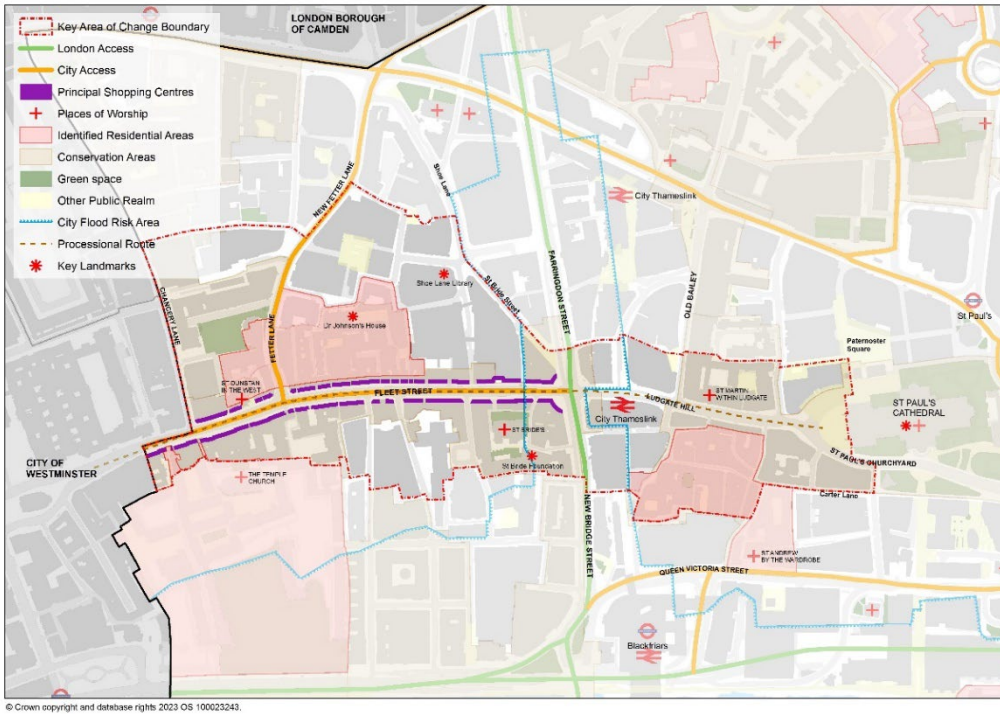 LONDON BOROUGH
OF CAMDEN
Key Area of Change Boundary
London Access
City Access
Principal Shopping Centres
Places of Worship
Identified Residential Areas
Conservation Areas
Green space
Other Public Realm
City Flood Risk Area
Processional Route
Key Landmarks
NEW FETTER LANE
Shoe Lane
City Thameslink
FARRINGDON STREET
OLD BAILEY
St Paul's
CHANCERY LANE
Shoe Lane Library
St Bride Street
Dr Johnson's House
FETTER LANE
Paternoster
Square
ST DUNSTAN
IN THE WEST
FLEET STREET
ST MARTIN
WITHIN LUDGATE
LUDGATE HILL
City Thameslink
ST PAUL'S
CATHEDRAL
ST BRIDE'S
ST PAUL'S CHURCHYARD
CITY OF
WESTMINSTER
THE TEMPLE
CHURCH
St Bride Foundation
Carter Lane
NEW BRIDGE STREET
ST ANDREW
BY THE WARDROBE
QUEEN VICTORIA STREET
Blackfriars
© Crown copyright and database rights 2023 OS 100023243.